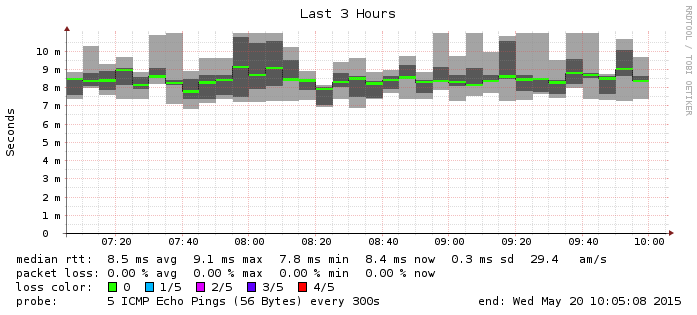 Last 3 Hours
RRDTOOL / TOBI OETIKER
Seconds
10 m
9 m
8 m
7 m
6 m
5 m
4 m
3 m
2 m
1 m
0
07:20 07:40 08:00 08:20 08:40 09:00 09:20 09:40 10:00
median rtt: 8.5 ms avg 9.1 ms max 7.8 ms min 8.4 ms now 0.3 ms sd 29.4 am/s
packet loss: 0.00 % avg 0.00 % max 0.00 % min 0.00 % now
loss color: 0 1/5 2/5 3/5 4/5
probe: 5 ICMP Echo Pings (56 Bytes) every 300s end: Wed May 20 10:05:08 2015